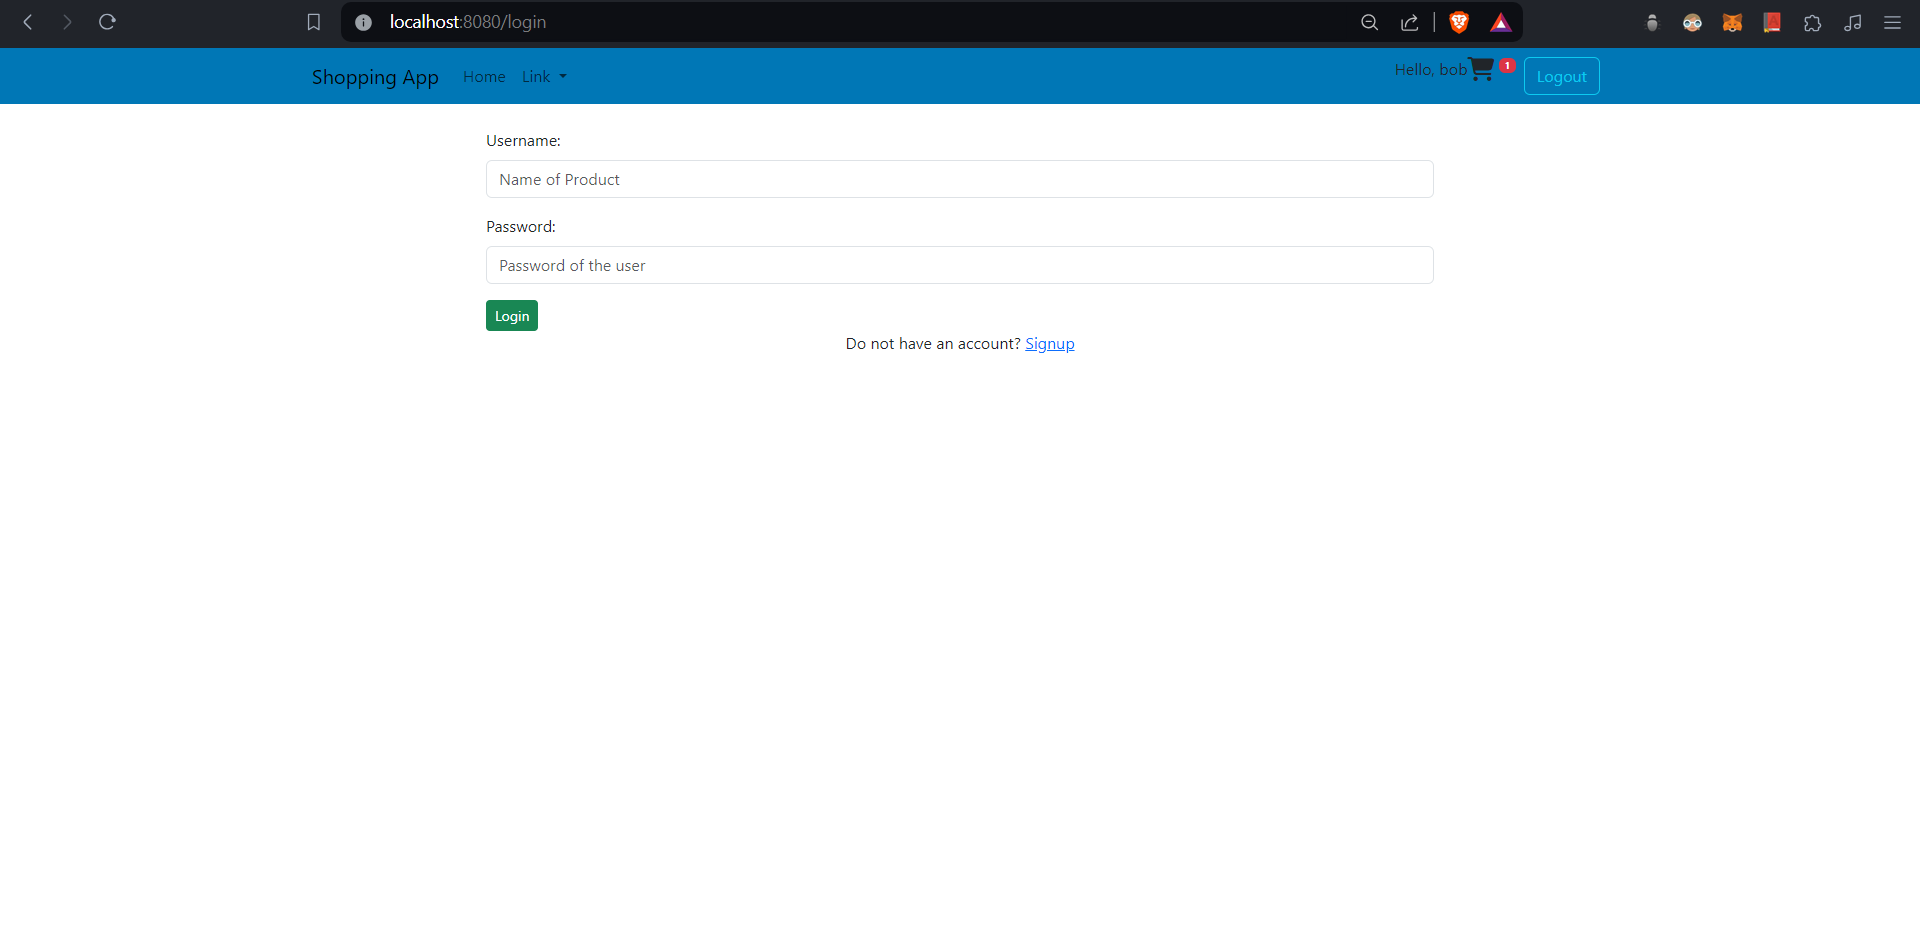 localhost:8080/login
Shopping App Home Link Hello, bob 1 Logout
Username:
Name of Product
Password:
Password of the user
Login
Do not have an account? Signup